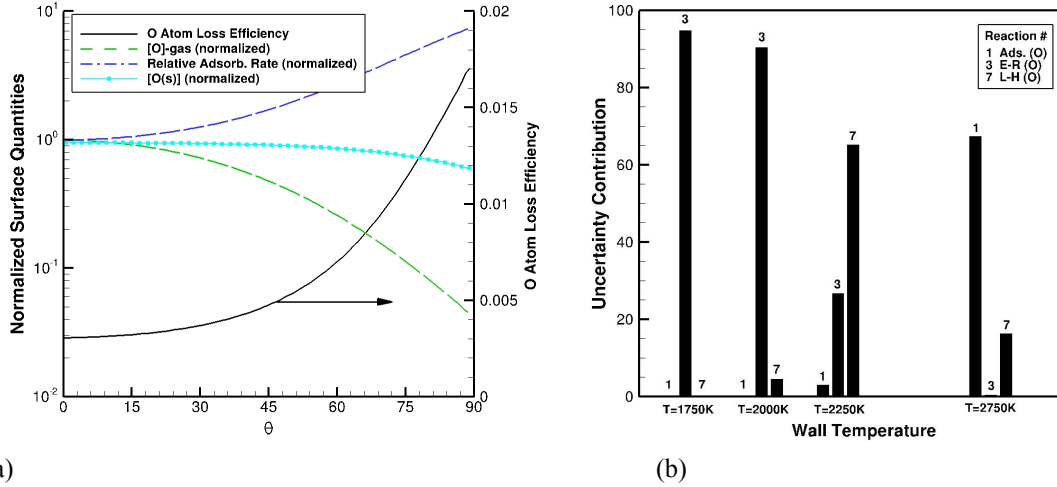 10¹
10⁰
10⁻¹
10⁻²
Normalized Surface Quantities
O Atom Loss Efficiency
[O]-gas (normalized)
Relative Adsorb. Rate (normalized)
[O(s)] (normalized)
0.02
0.015
0.01
0.005
0
O Atom Loss Efficiency
0 15 30 45 60 75 90
θ
a)
100
80
60
40
20
0
Uncertainty Contribution
Reaction #
1 Ads. (O)
3 E-R (O)
7 L-H (O)
1 3 7
1 3 7
1 3 7
1 3 7
T=1750K T=2000K T=2250K T=2750K
Wall Temperature
(b)